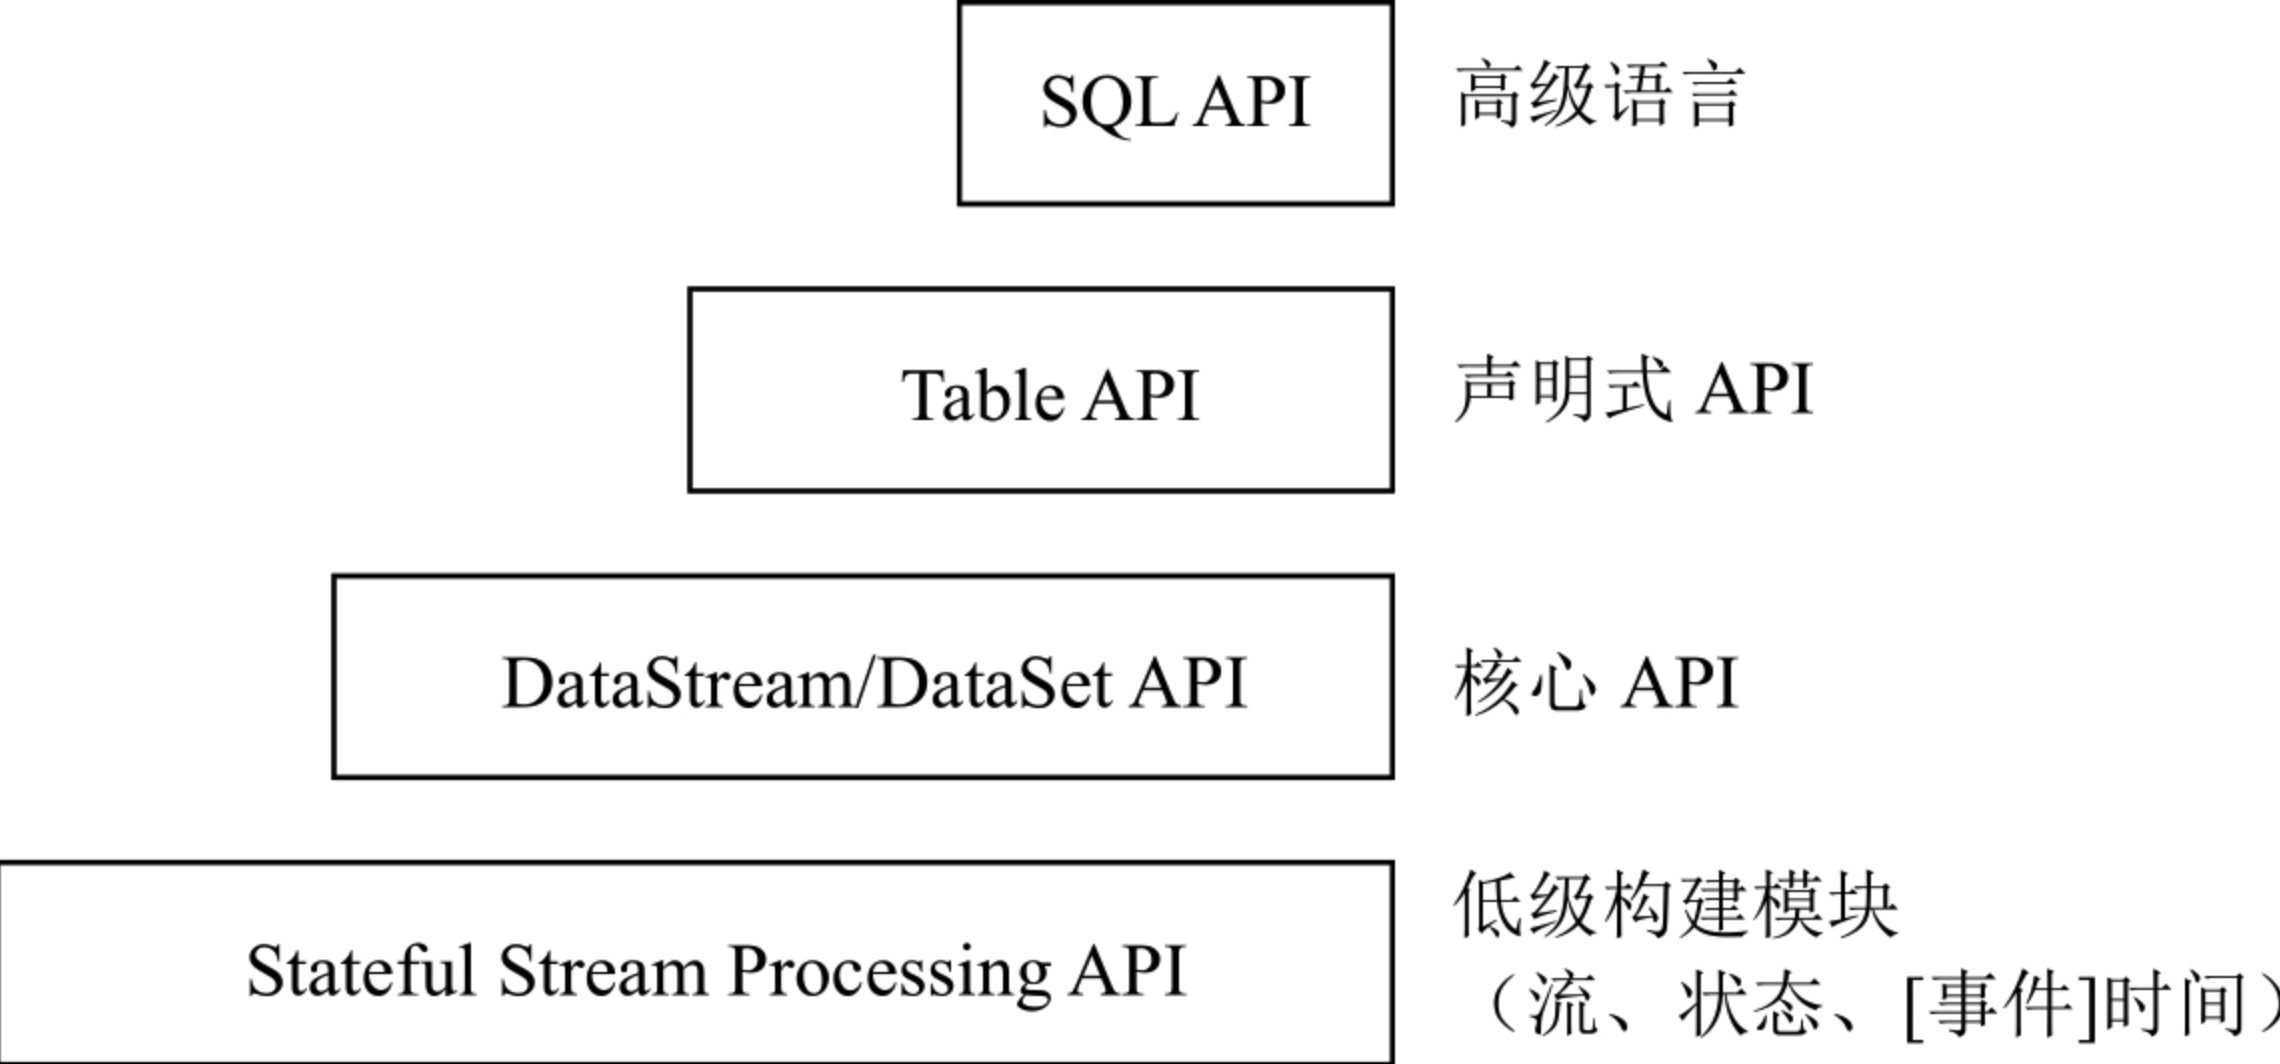 SQL API 高级语言
Table API 声明式 API
DataStream/DataSet API 核心 API
Stateful Stream Processing API 低级构建模块
（流、状态、[事件]时间）